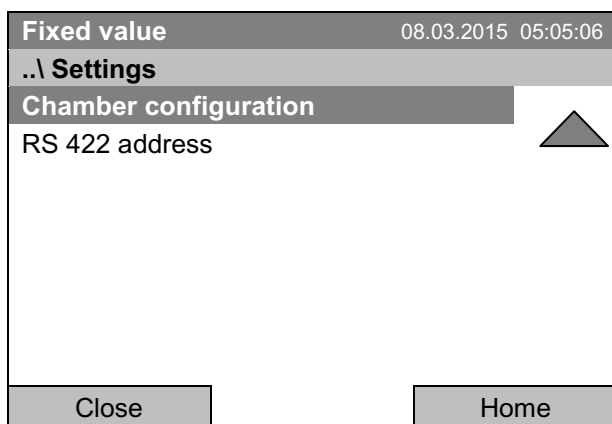 Fixed value 08.03.2015 05:05:06
..\ Settings
Chamber configuration
RS 422 address
Close Home